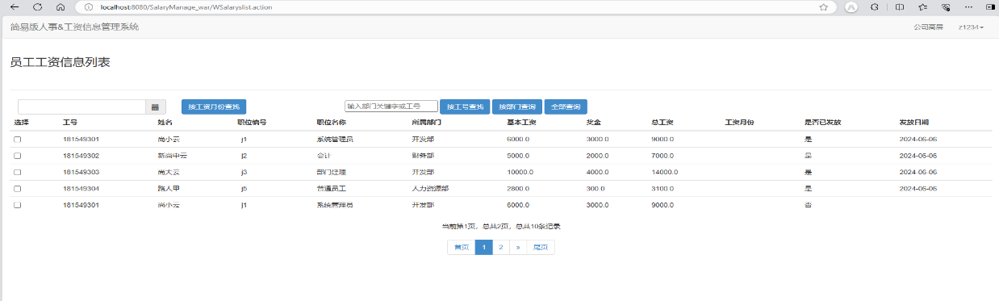 localhost:8080/SalaryManage_war/WSalaryslist.action
简易版人事&工资信息管理系统 公司高层 z1234
员工工资信息列表
按工资月份查找 输入部门关键字或工号 按工号查找 按部门查询 全部查询
选择 工号 姓名 职位编号 职位名称 所属部门 基本工资 奖金 总工资 工资月份 是否已发放 发放日期
181549301 尚小云 j1 系统管理员 开发部 6000.0 3000.0 9000.0 是 2024-06-06
181549302 新尚中云 j2 会计 财务部 5000.0 2000.0 7000.0 是 2024-06-06
181549303 尚大云 j3 部门经理 开发部 10000.0 4000.0 14000.0 是 2024-06-06
181549304 路人甲 j5 普通员工 人力资源部 2800.0 300.0 3100.0 是 2024-06-06
181549301 尚小云 j1 系统管理员 开发部 6000.0 3000.0 9000.0 否
当前第1页，总共2页，总共10条记录
首页 1 2 » 尾页